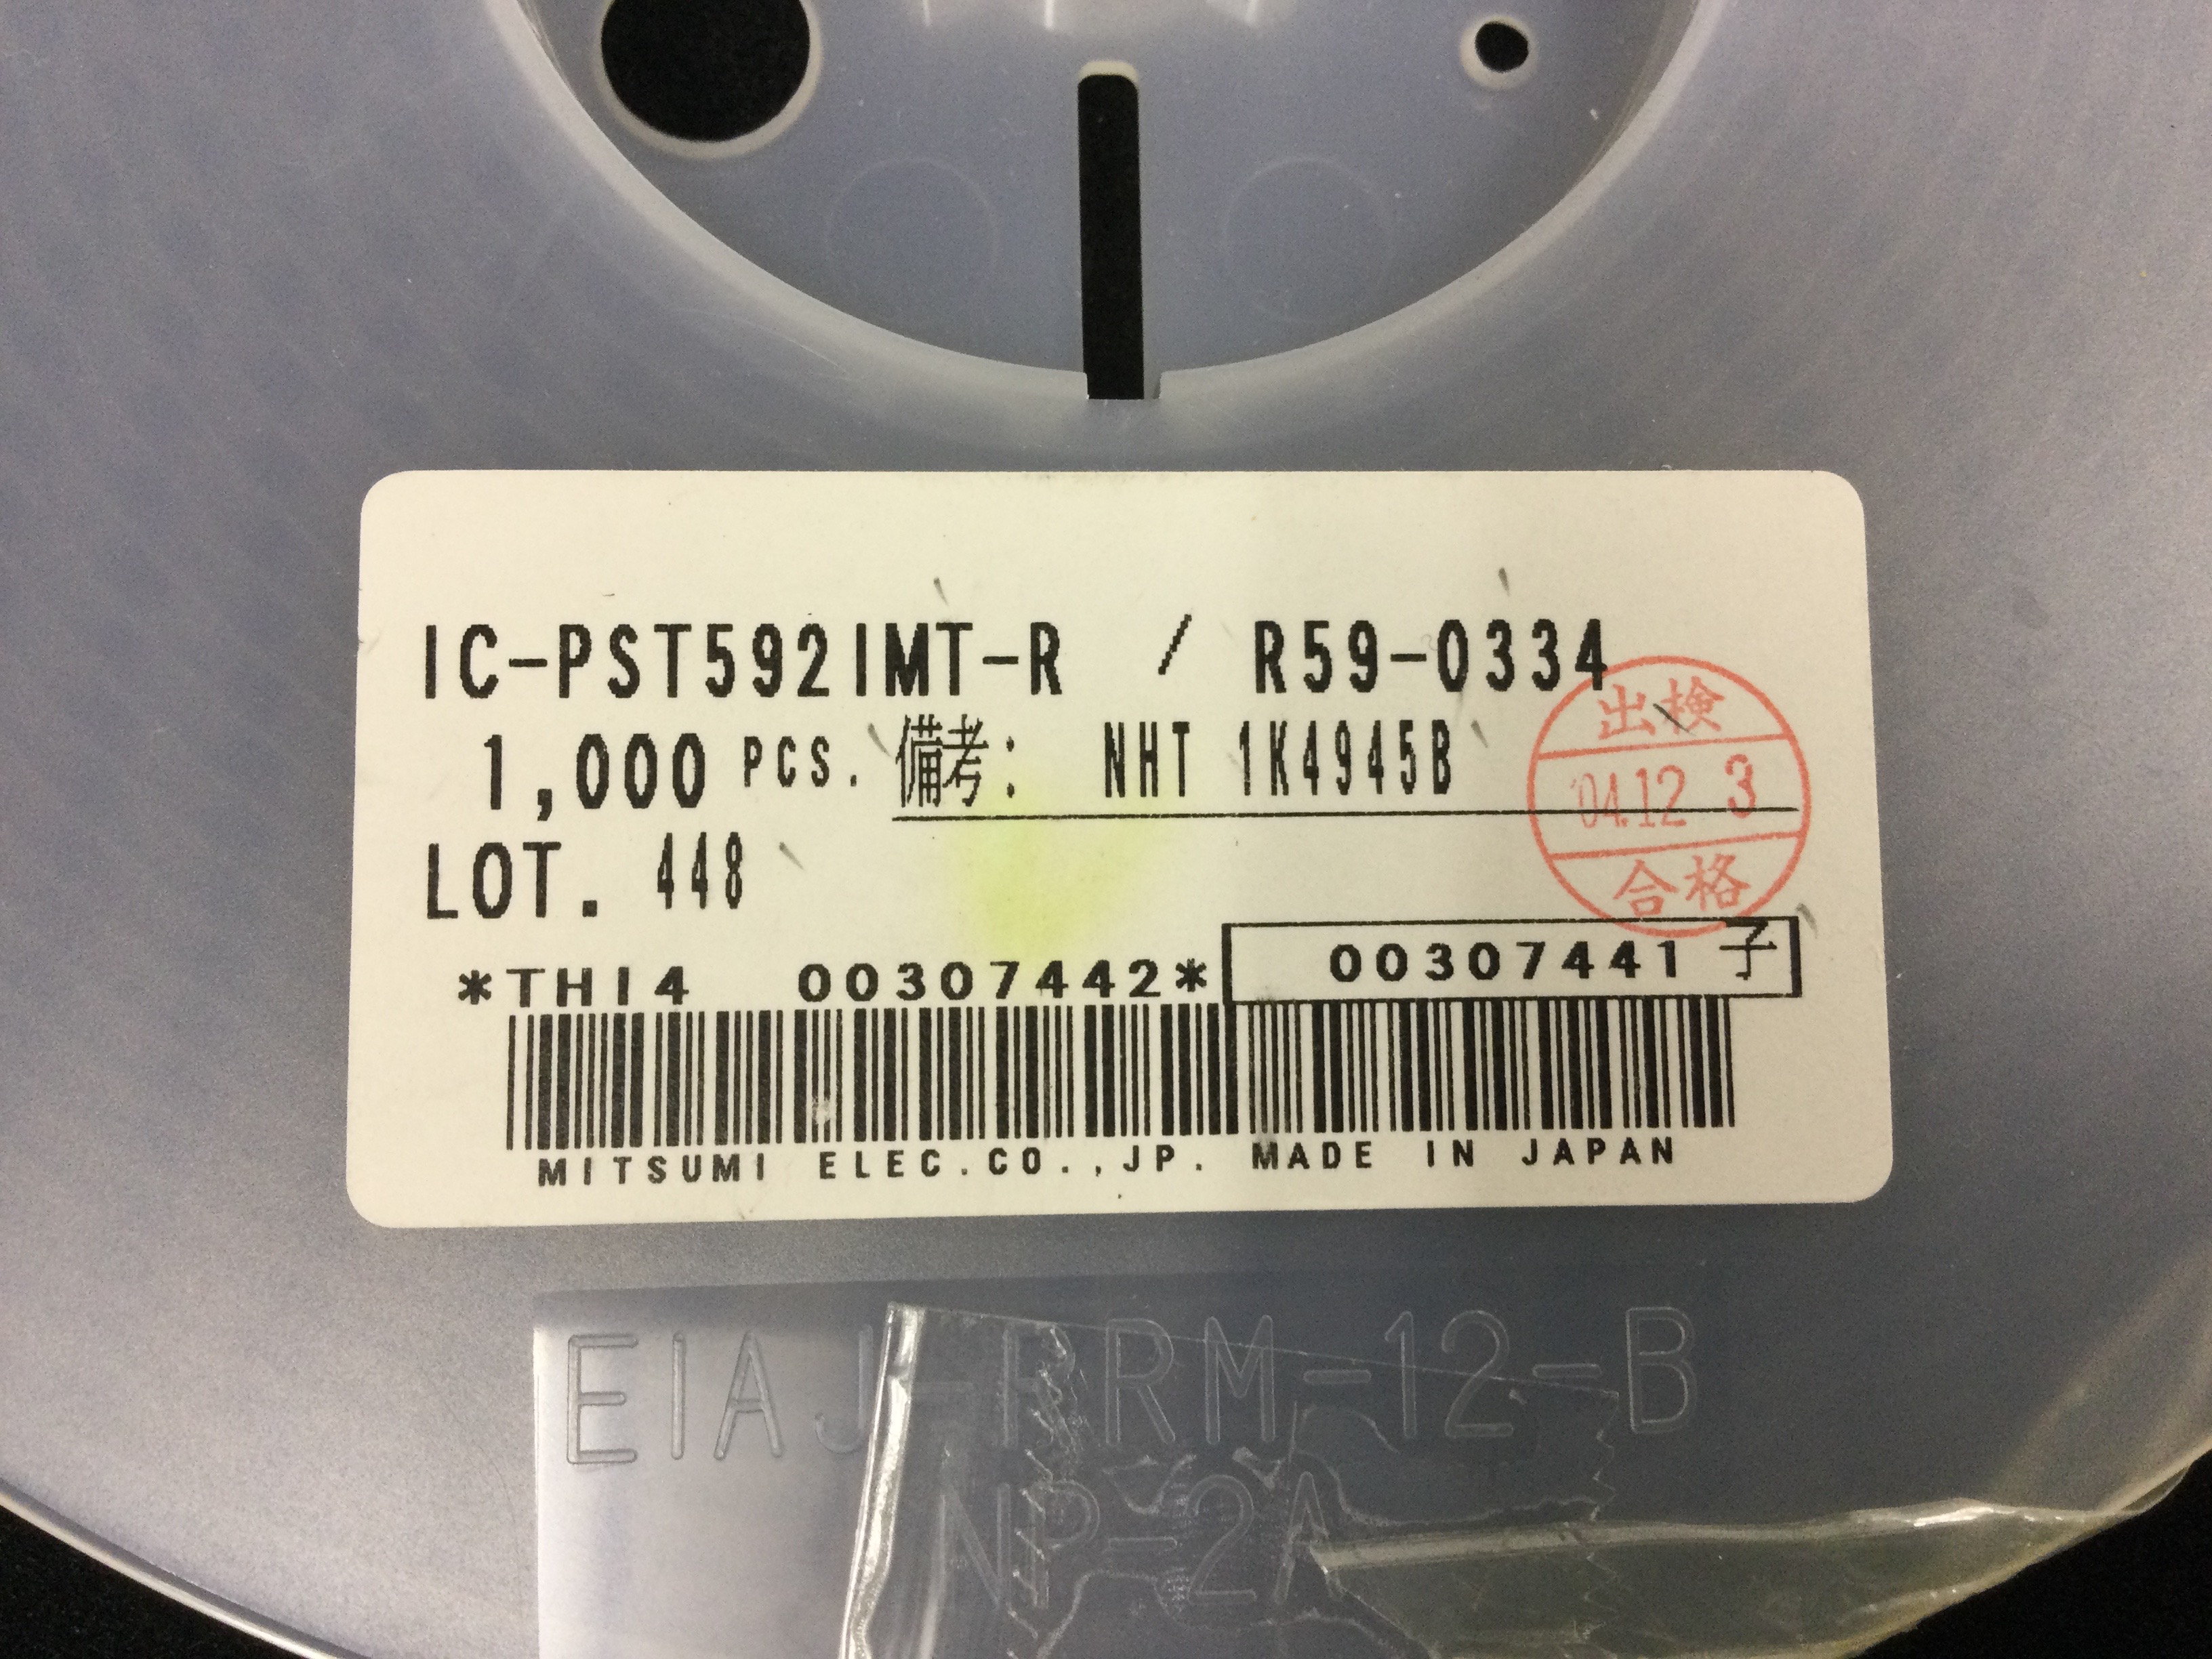 IC-PST592IMT-R / R59-0334
1,000 PCS. 備考: NHT 1K4945B
LOT. 448
出検
'04.12 3
合格
*THI4 00307442* 00307441 子
MITSUMI ELEC.CO.,JP. MADE IN JAPAN
EIAJ-RRM-12-B
NP-2A